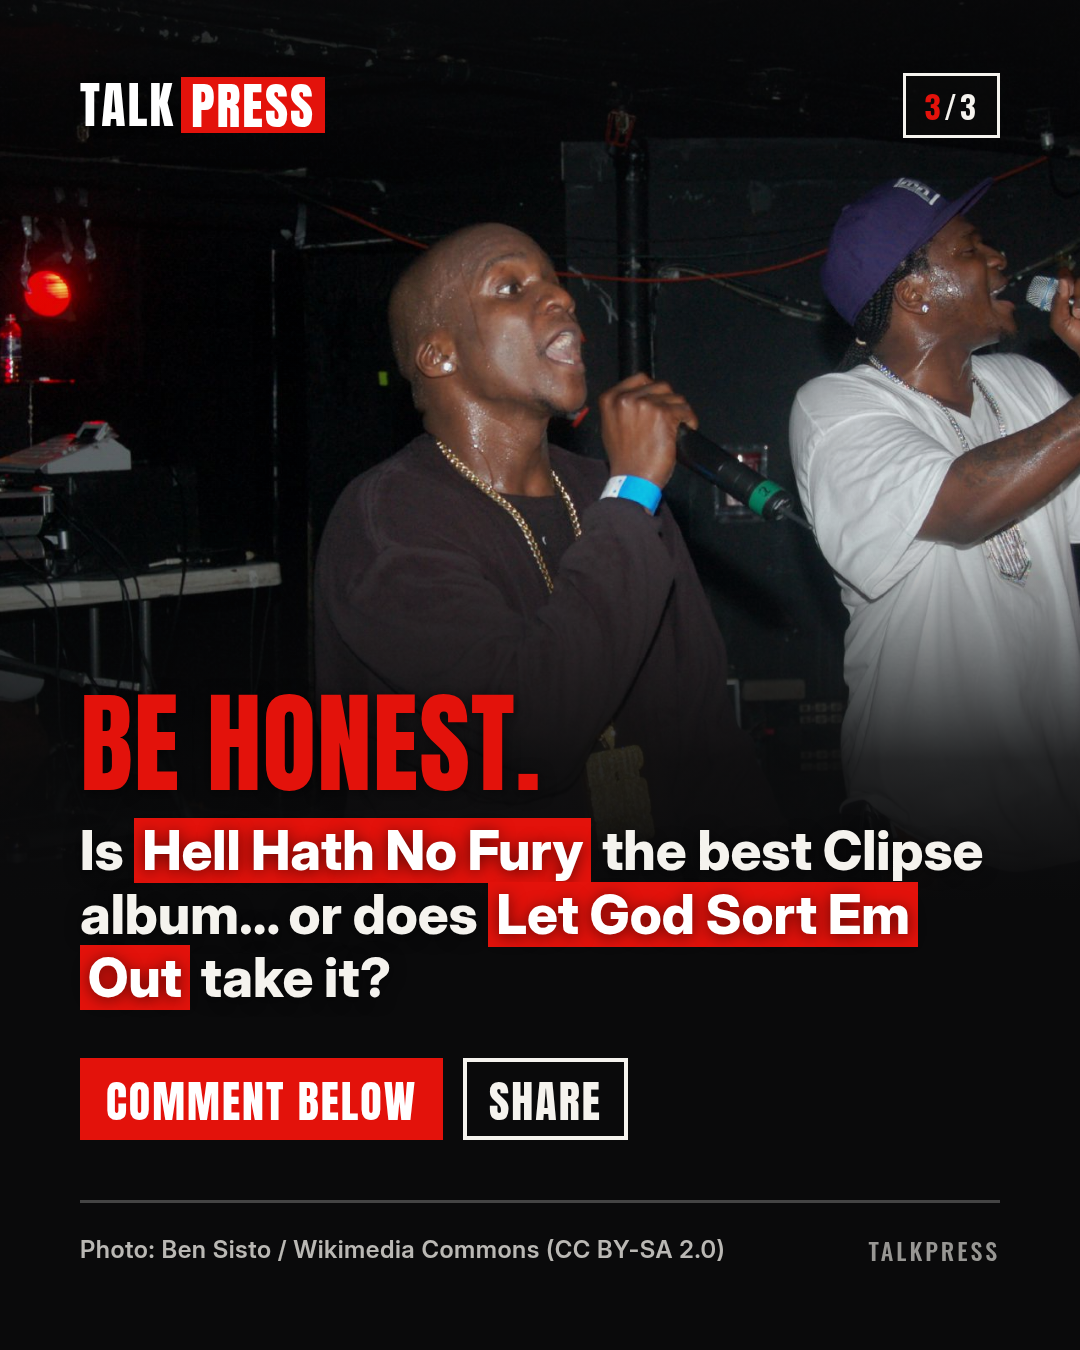 TALK PRESS
3/3
BE HONEST.
Is Hell Hath No Fury the best Clipse
album... or does Let God Sort Em
Out take it?
COMMENT BELOW
SHARE
Photo: Ben Sisto / Wikimedia Commons (CC BY-SA 2.0)
TALKPRESS